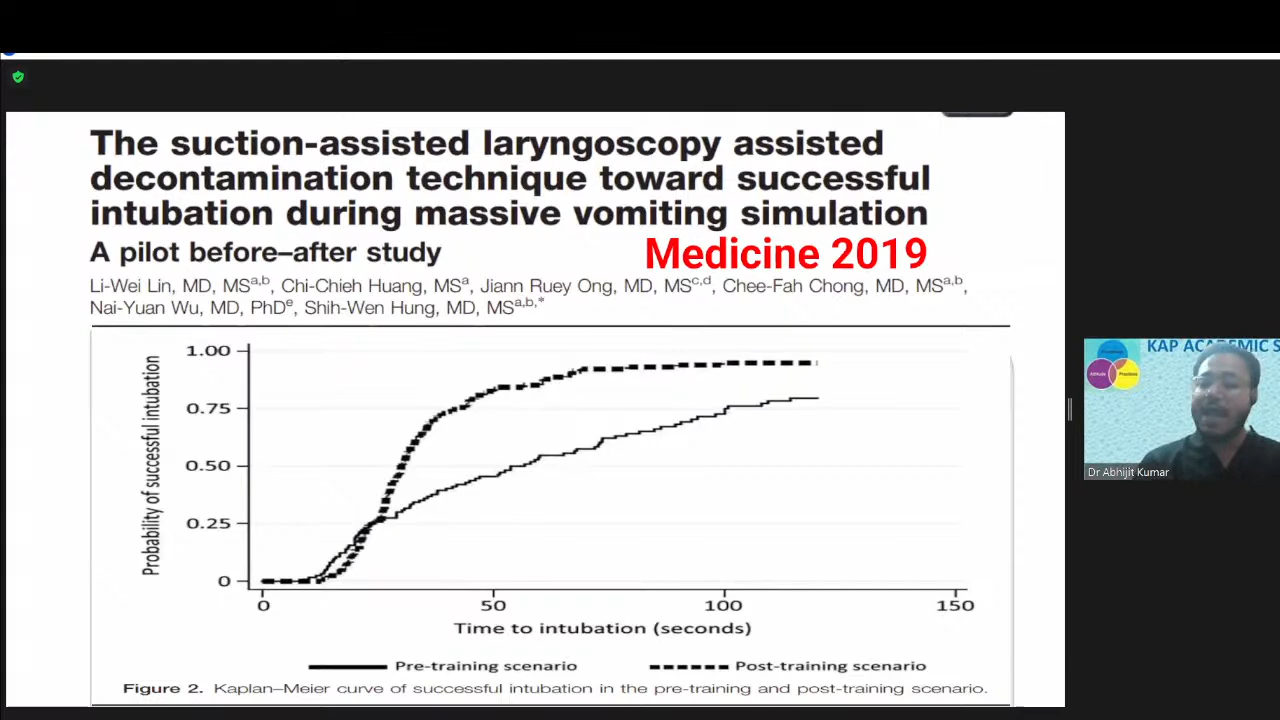 The suction-assisted laryngoscopy assisted
decontamination technique toward successful
intubation during massive vomiting simulation
A pilot before–after study
Medicine 2019
Li-Wei Lin, MD, MSa,b, Chi-Chieh Huang, MSa, Jiann Ruey Ong, MD, MSc,d, Chee-Fah Chong, MD, MSa,b,
Nai-Yuan Wu, MD, PhDe, Shih-Wen Hung, MD, MSa,b,*
Probability of successful intubation
1.00
0.75
0.50
0.25
0
0 50 100 150
Time to intubation (seconds)
Pre-training scenario Post-training scenario
Figure 2. Kaplan–Meier curve of successful intubation in the pre-training and post-training scenario.
KAP ACADEMIC S
Attitude
Practices
Dr Abhijit Kumar